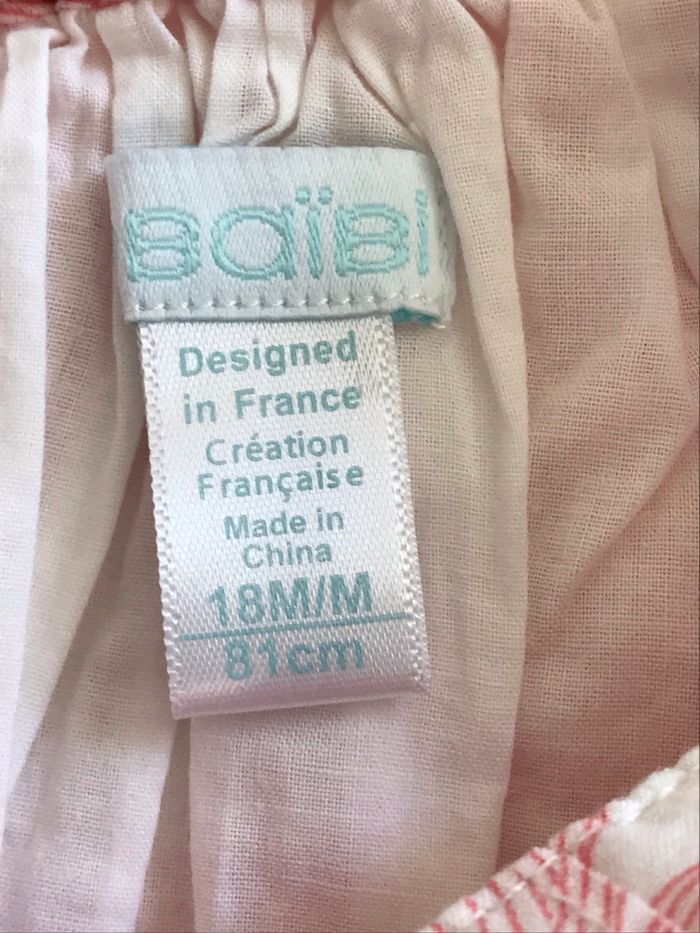 Baïbi
Designed
in France
Création
Française
Made in
China
18M/M
81cm